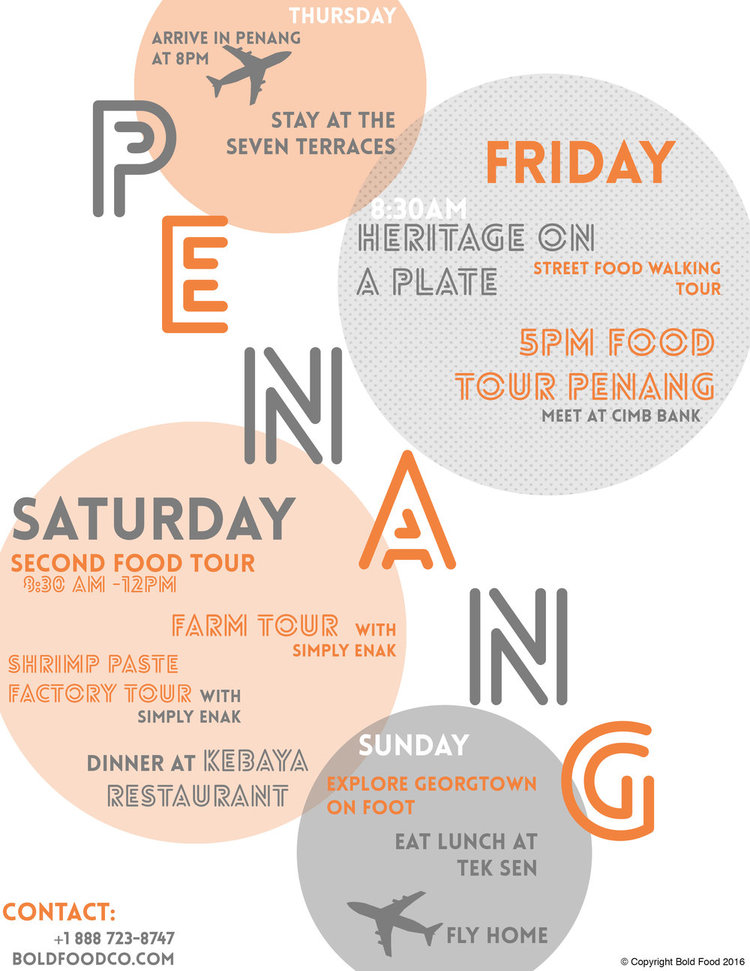 THURSDAY
ARRIVE IN PENANG
AT 8PM
STAY AT THE
SEVEN TERRACES
PENANG
FRIDAY
8:30AM
HERITAGE ON
A PLATE
STREET FOOD WALKING
TOUR
5PM FOOD
TOUR PENANG
MEET AT CIMB BANK
SATURDAY
SECOND FOOD TOUR
8:30 AM -12PM
FARM TOUR WITH
SIMPLY ENAK
SHRIMP PASTE
FACTORY TOUR WITH
SIMPLY ENAK
DINNER AT KEBAYA
RESTAURANT
SUNDAY
EXPLORE GEORGTOWN
ON FOOT
EAT LUNCH AT
TEK SEN
FLY HOME
CONTACT:
+1 888 723-8747
BOLDFOODCO.COM
© Copyright Bold Food 2016